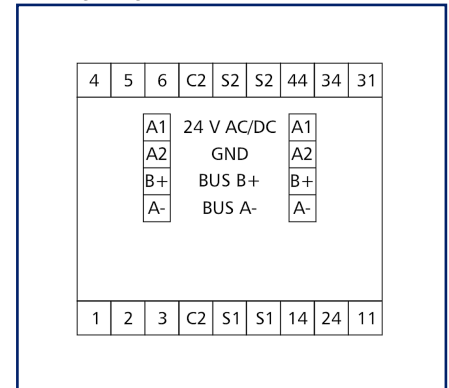 4 5 6 C2 S2 S2 44 34 31
A1 24 V AC/DC A1
A2 GND A2
B+ BUS B+ B+
A- BUS A- A-
1 2 3 C2 S1 S1 14 24 11